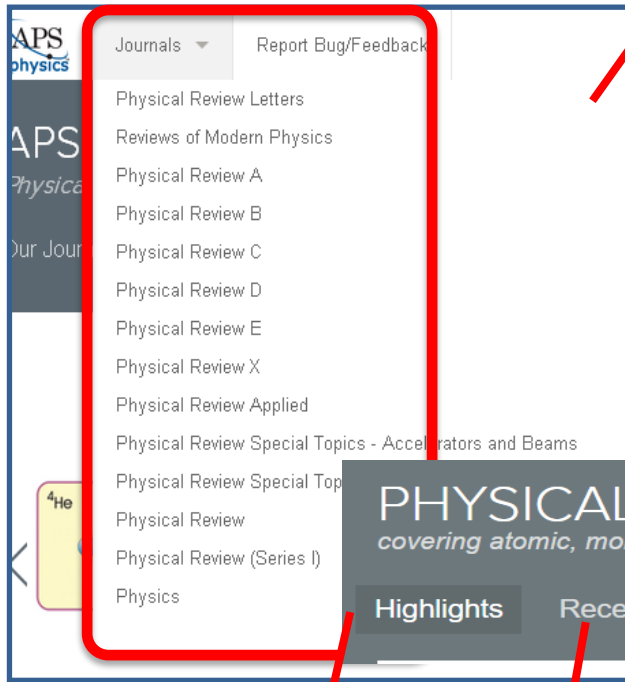 APS
physics
Journals
Report Bug/Feedback
APS
Physica
Our Jour
Physical Review Letters
Reviews of Modern Physics
Physical Review A
Physical Review B
Physical Review C
Physical Review D
Physical Review E
Physical Review X
Physical Review Applied
Physical Review Special Topics - Accelerators and Beams
Physical Review Special Top
Physical Review
Physical Review (Series I)
Physics
4He
PHYSICAL
covering atomic, mo
Highlights Rece